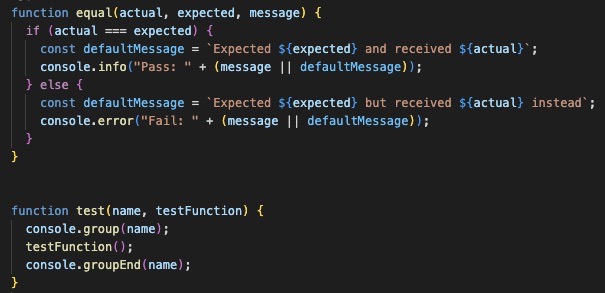 function equal(actual, expected, message) {
  if (actual === expected) {
    const defaultMessage = `Expected ${expected} and received ${actual}`;
    console.info("Pass: " + (message || defaultMessage));
  } else {
    const defaultMessage = `Expected ${expected} but received ${actual} instead`;
    console.error("Fail: " + (message || defaultMessage));
  }
}
function test(name, testFunction) {
  console.group(name);
  testFunction();
  console.groupEnd(name);
}